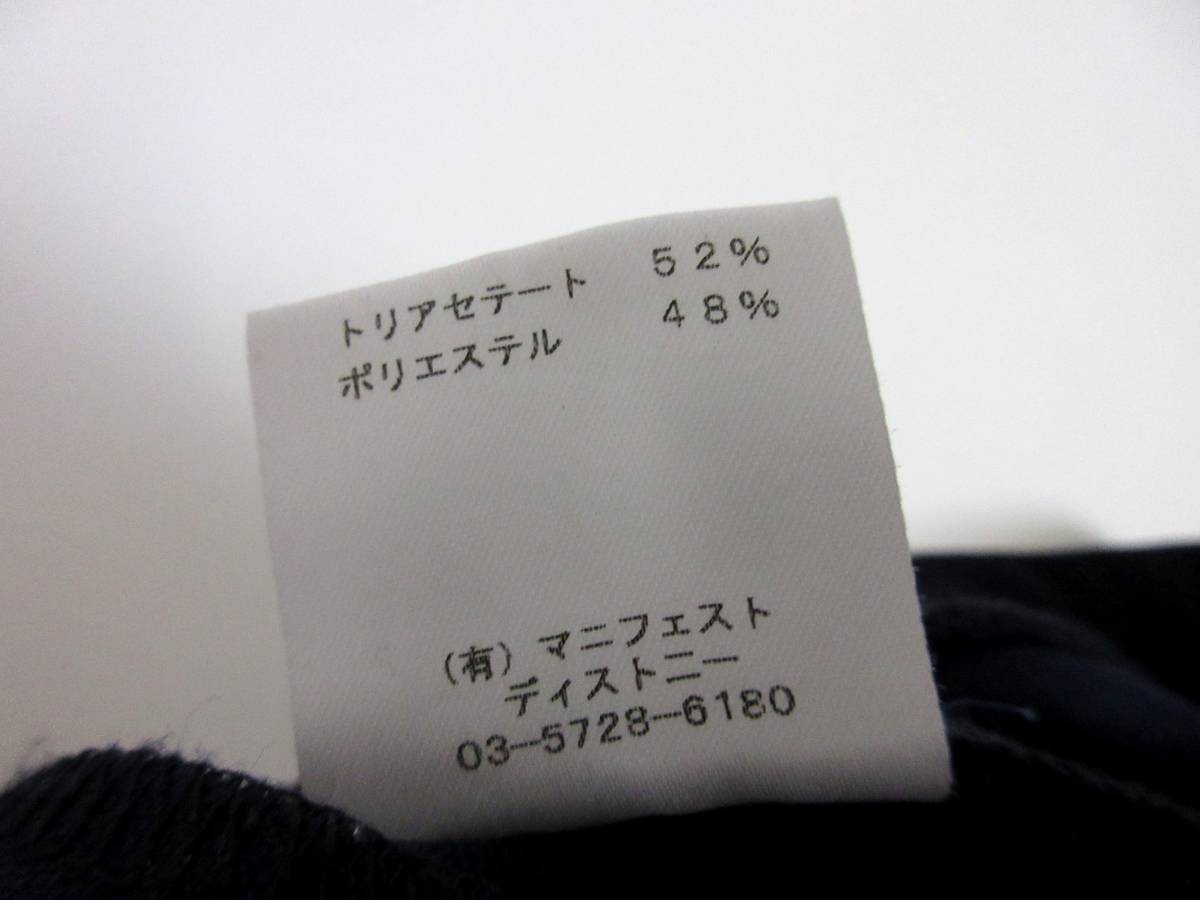 トリアセテート 52%
ポリエステル 48%
(有) マニフェスト
ディストニー
03-5728-6180